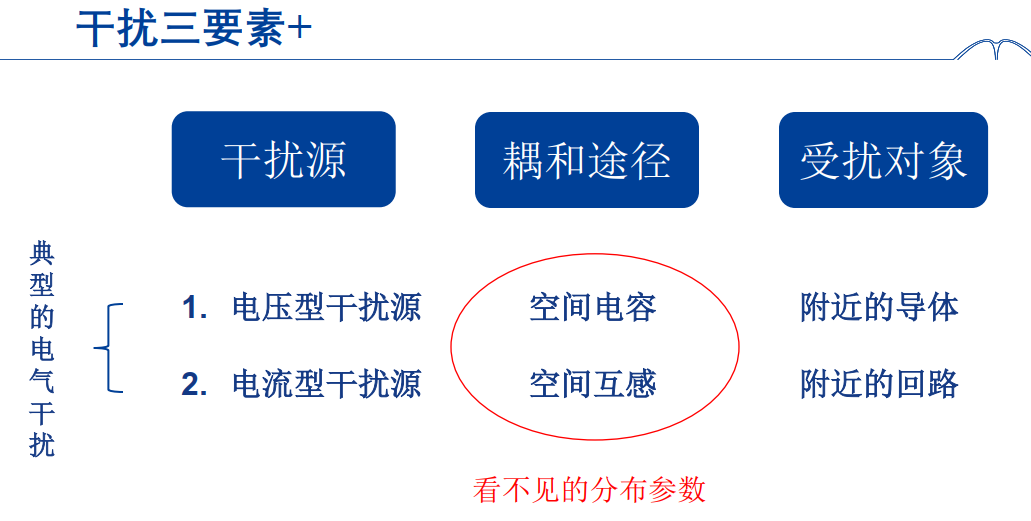 干扰三要素+
干扰源
耦和途径
受扰对象
典型的电气干扰
1. 电压型干扰源 空间电容 附近的导体
2. 电流型干扰源 空间互感 附近的回路
看不见的分布参数